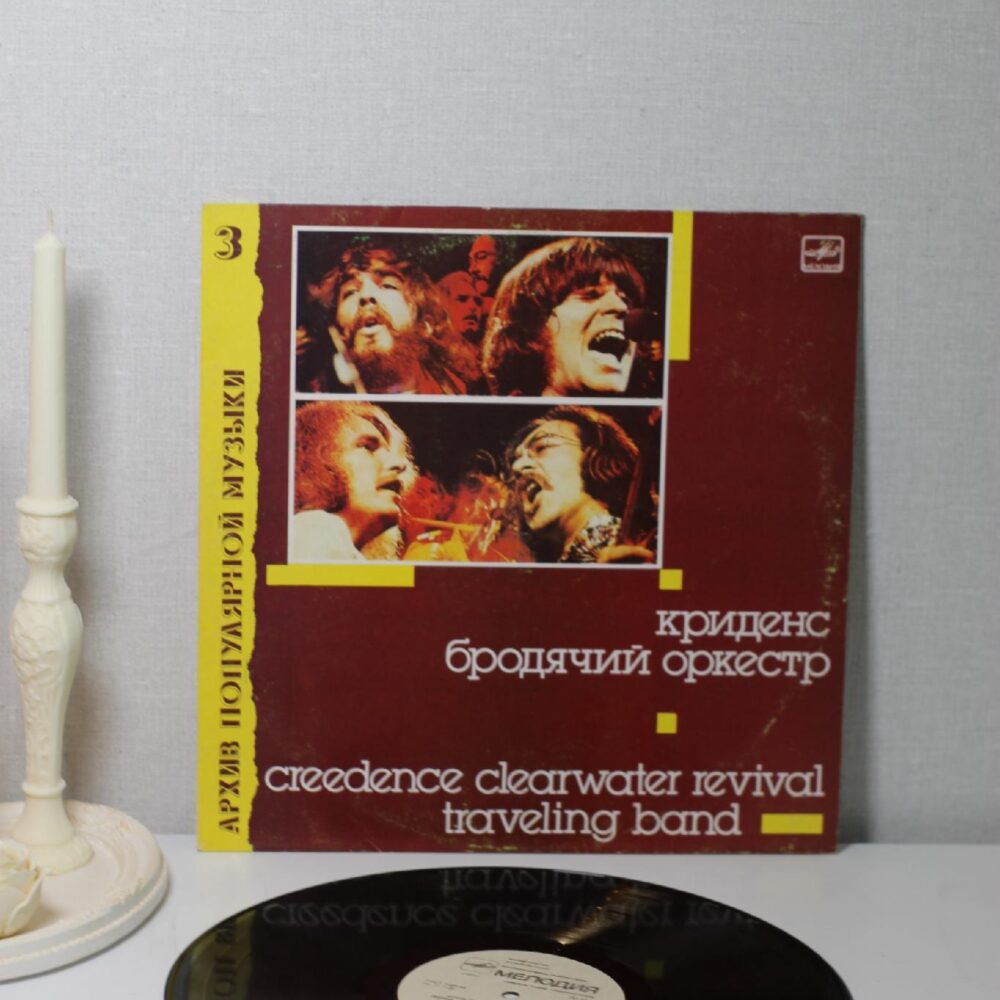 3
АРХИВ ПОПУЛЯРНОЙ МУЗЫКИ
криденс
бродячий оркестр
creedence clearwater revival
traveling band
МЕЛОДИЯ